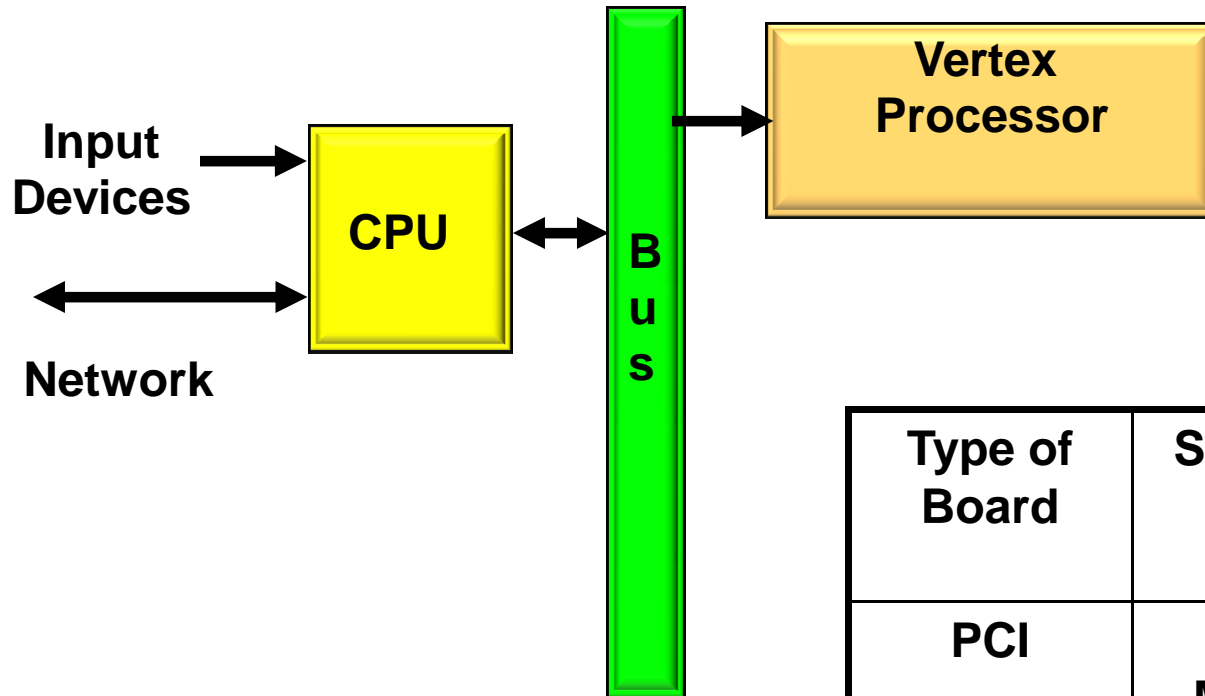 Vertex
Processor
Input
Devices
CPU
B
u
s
Network
Type of
Board
S
PCI